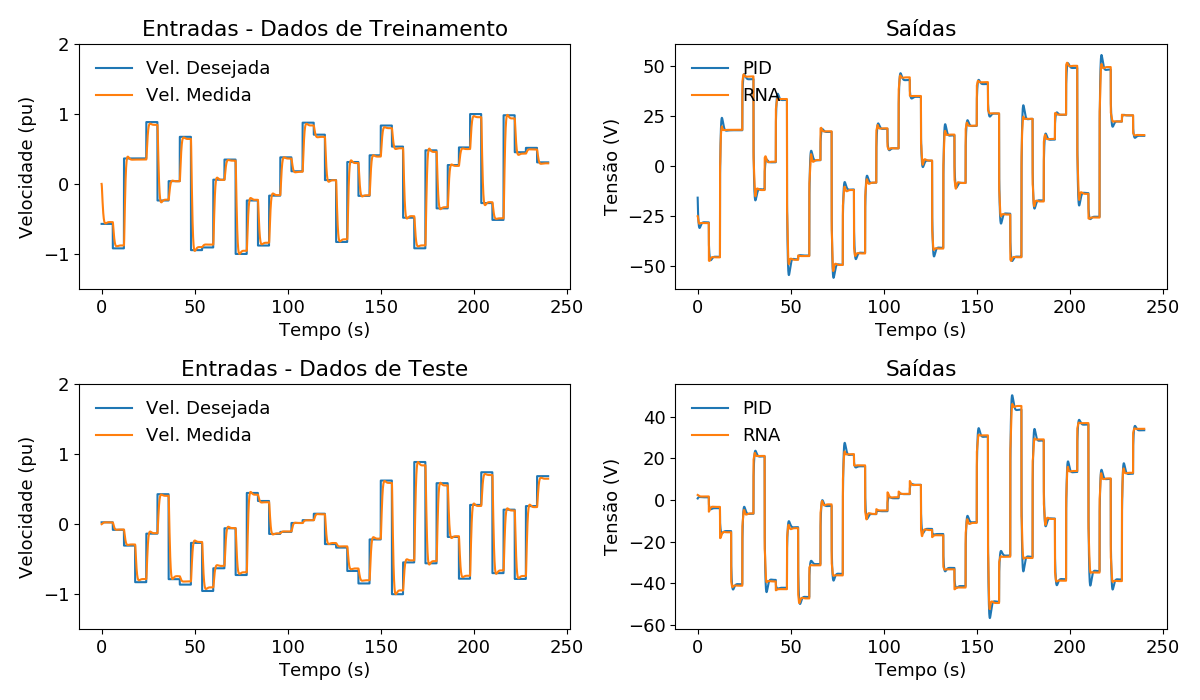 Entradas - Dados de Treinamento
Velocidade (pu)
2
1
0
−1
Vel. Desejada
Vel. Medida
0 50 100 150 200 250
Tempo (s)
Saídas
Tensão (V)
50
25
0
−25
−50
PID
RNA
0 50 100 150 200 250
Tempo (s)
Entradas - Dados de Teste
Velocidade (pu)
2
1
0
−1
Vel. Desejada
Vel. Medida
0 50 100 150 200 250
Tempo (s)
Saídas
Tensão (V)
40
20
0
−20
−40
−60
PID
RNA
0 50 100 150 200 250
Tempo (s)